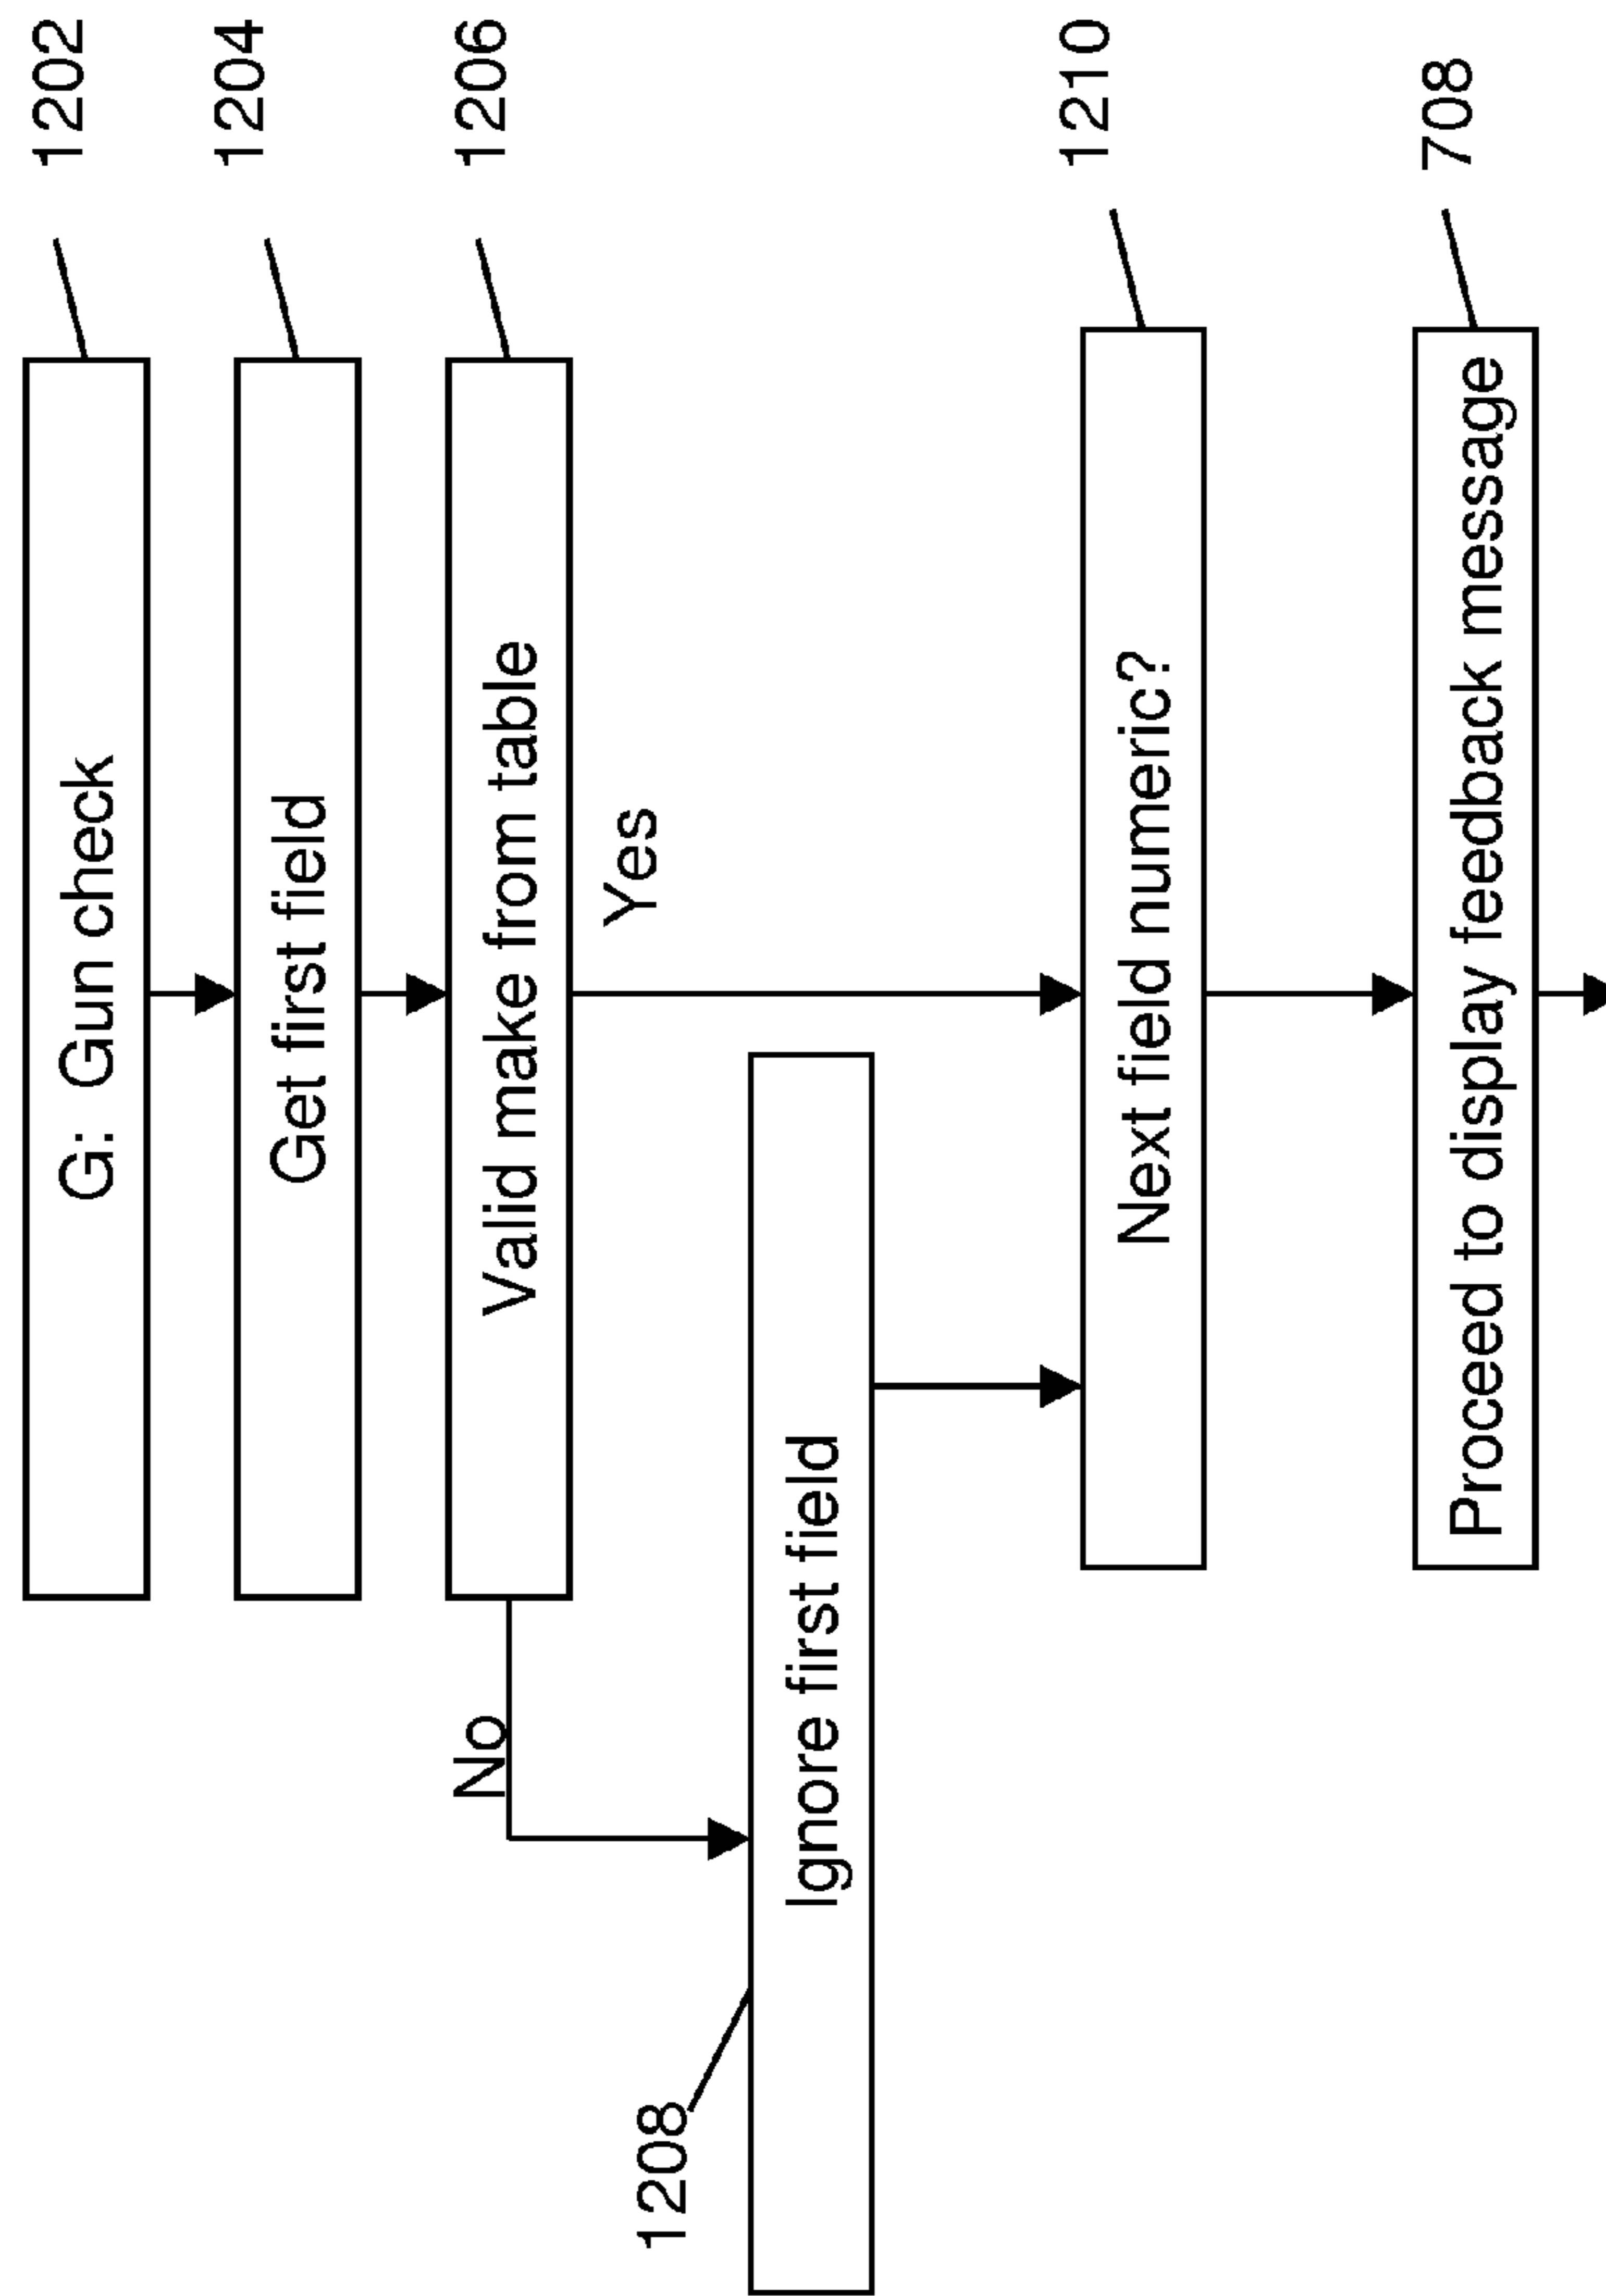 G: Gun check
1202
Get first field
1204
Valid make from table
1206
No
Yes
1208
Ignore first field
Next field numeric?
1210
Proceed to display feedback message
708